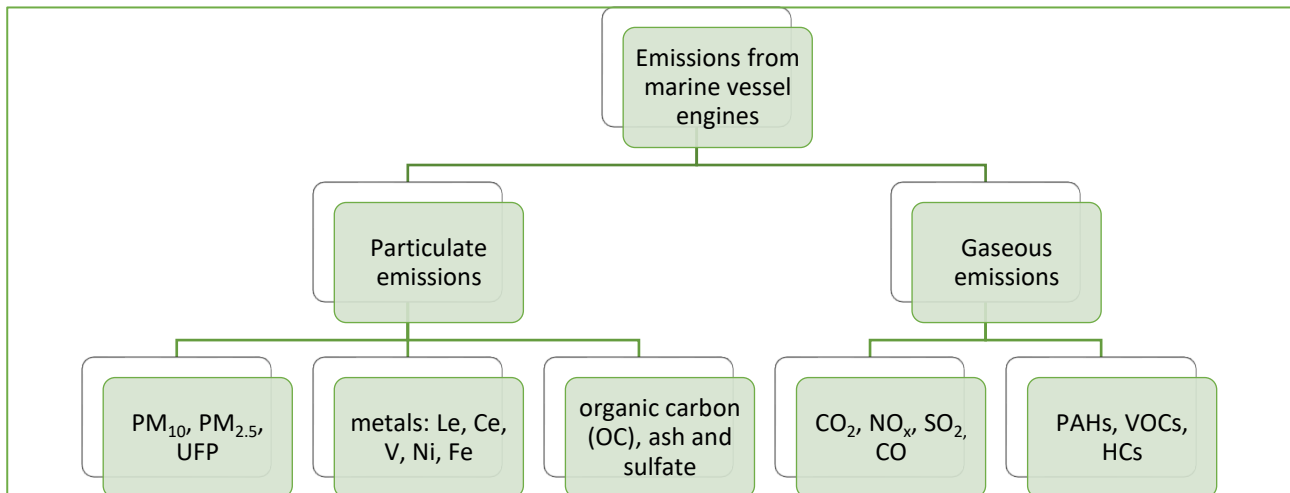 Emissions from
marine vessel
engines
Particulate
emissions
Gaseous
emissions
PM₁₀, PM₂.₅,
UFP
metals: Le, Ce,
V, Ni, Fe
organic carbon
(OC), ash and
sulfate
CO₂, NOₓ, SO₂,
CO
PAHs, VOCs,
HCs